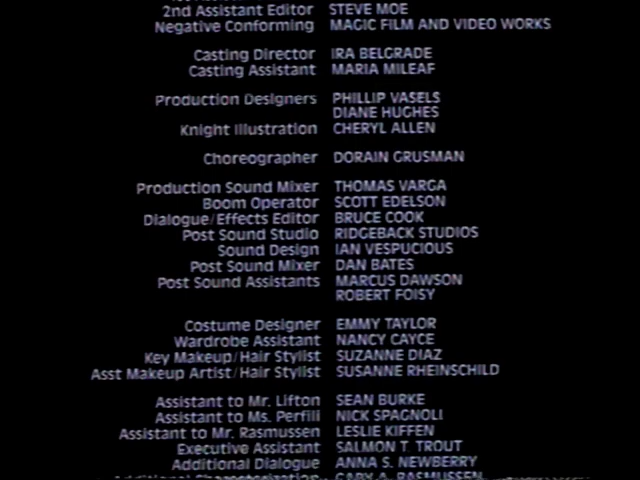 2nd Assistant Editor STEVE MOE
Negative Conforming MAGIC FILM AND VIDEO WORKS
Casting Director IRA BELGRADE
Casting Assistant MARIA MILEAF
Production Designers PHILLIP VASELS
DIANE HUGHES
Knight Illustration CHERYL ALLEN
Choreographer DORAIN GRUSMAN
Production Sound Mixer THOMAS VARGA
Boom Operator SCOTT EDELSON
Dialogue/Effects Editor BRUCE COOK
Post Sound Studio RIDGEBACK STUDIOS
Sound Design IAN VESPUCIOUS
Post Sound Mixer DAN BATES
Post Sound Assistants MARCUS DAWSON
ROBERT FOISY
Costume Designer EMMY TAYLOR
Wardrobe Assistant NANCY CAYCE
Key Makeup/Hair Stylist SUZANNE DIAZ
Asst Makeup Artist/Hair Stylist SUSANNE RHEINSCHILD
Assistant to Mr. Lifton SEAN BURKE
Assistant to Ms. Perfili NICK SPAGNOLI
Assistant to Mr. Rasmussen LESLIE KIFFEN
Executive Assistant SALMON T. TROUT
Additional Dialogue ANNA S. NEWBERRY
Additional Characterization GARY A. RASMUSSEN